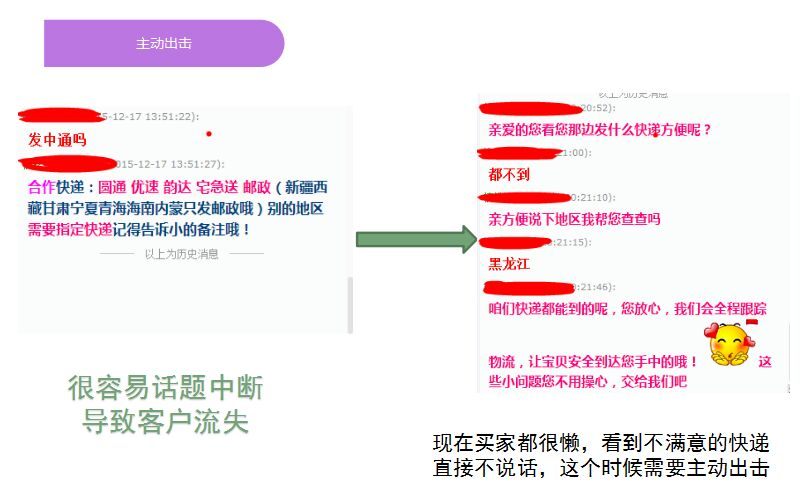 主动出击
5-12-17 13:51:22):
发中通吗
015-12-17 13:51:27):
合作快递：圆通 优速 韵达 宅急送 邮政（新疆西
藏甘肃宁夏青海海南内蒙只发邮政哦）别的地区
需要指定快递记得告诉小的备注哦！
以上为历史消息
很容易话题中断
导致客户流失
以上为历史消息
:20:52):
亲爱的您看您那边发什么快递方便呢？
:21:00):
都不到
0:21:10):
亲方便说下地区我帮您查查吗
0:21:15):
黑龙江
0:21:46):
咱们快递都能到的呢，您放心，我们会全程跟踪
物流，让宝贝安全到达您手中的哦！ 这
些小问题您不用操心，交给我们吧
现在买家都很懒，看到不满意的快递
直接不说话，这个时候需要主动出击